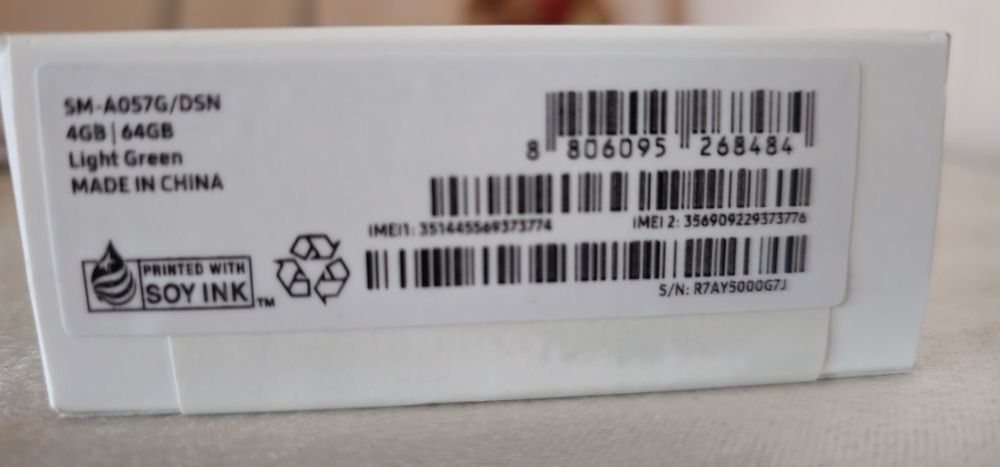 SM-A057G/DSN
4GB | 64GB
Light Green
MADE IN CHINA
8 806095 268484
IMEI1: 351445569373774
IMEI 2: 356909229373776
S/N: R7AY5000G7J
PRINTED WITH
SOY INK™